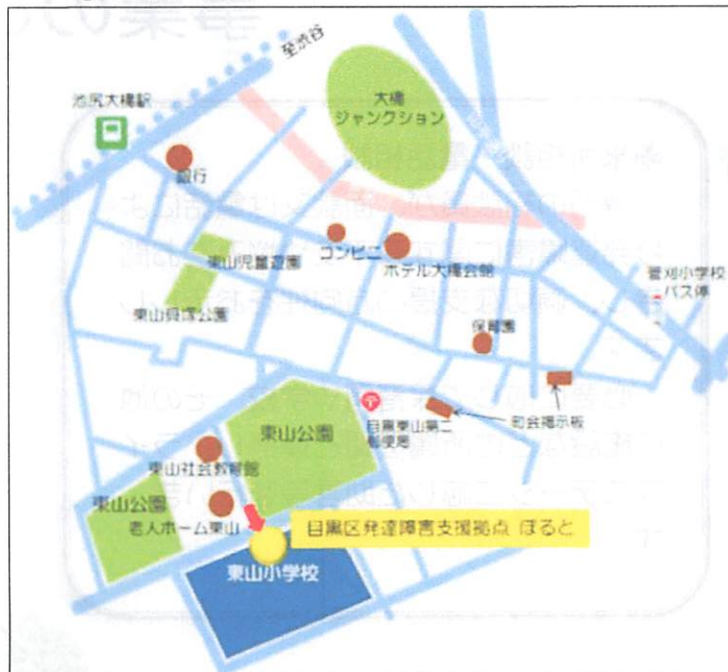 至渋谷
池尻大橋駅
大橋
ジャンクション
銀行
コンビニ
ホテル大橋会館
東山児童遊園
菅刈小学校
バス停
東山貝塚公園
保育園
東山公園
目黒東山第二
郵便局
町会掲示板
東山社会教育館
東山公園
老人ホーム東山
目黒区発達障害支援拠点 ぽると
東山小学校